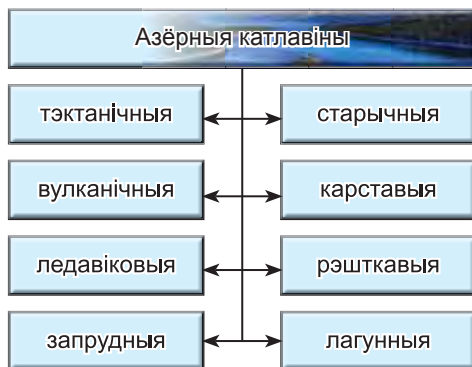 Азёрныя катлавіны
тэктанічныя
старычныя
вулканічныя
карставыя
ледавіковыя
рэшткавыя
запрудныя
лагунныя